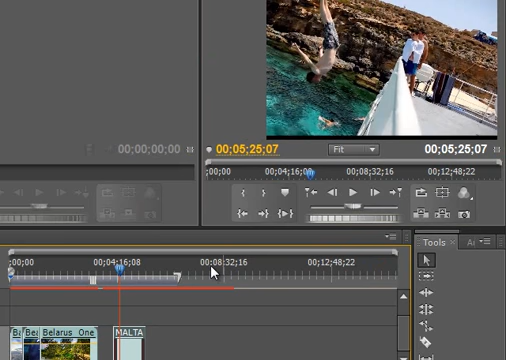 00;00;00;00
00;05;25;07
Fit
00;05;25;07
;00;00
00;04;16;08
00;08;32;16
00;12;48;22
;00;00
00;04;16;08
00;08;32;16
00;12;48;22
Tools
Ba
Bea
Belarus
One
MALTA